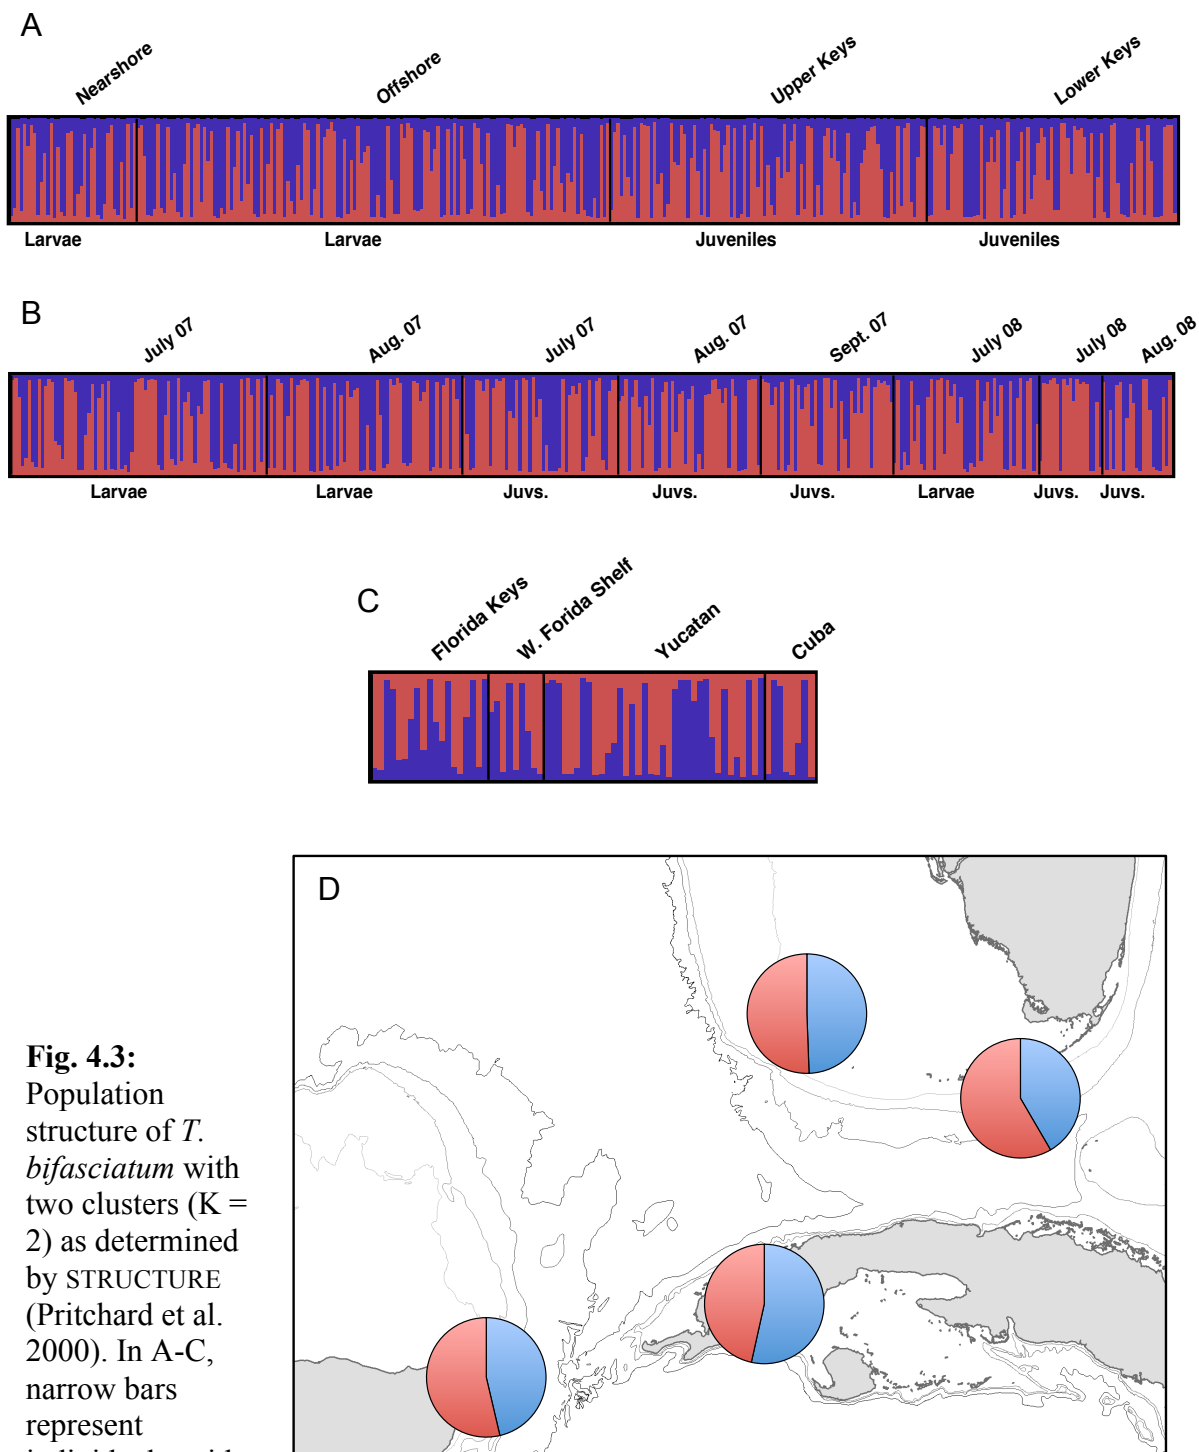 A
Nearshore Offshore Upper Keys Lower Keys
Larvae Larvae Juveniles Juveniles
B
July 07 Aug. 07 July 07 Aug. 07 Sept. 07 July 08 July 08 Aug. 08
Larvae Larvae Juvs. Juvs. Juvs. Larvae Juvs. Juvs.
C
Florida Keys W. Forida Shelf Yucatan Cuba
D
Fig. 4.3:
Population
structure of T.
bifasciatum with
two clusters (K =
2) as determined
by STRUCTURE
(Pritchard et al.
2000). In A-C,
narrow bars
represent